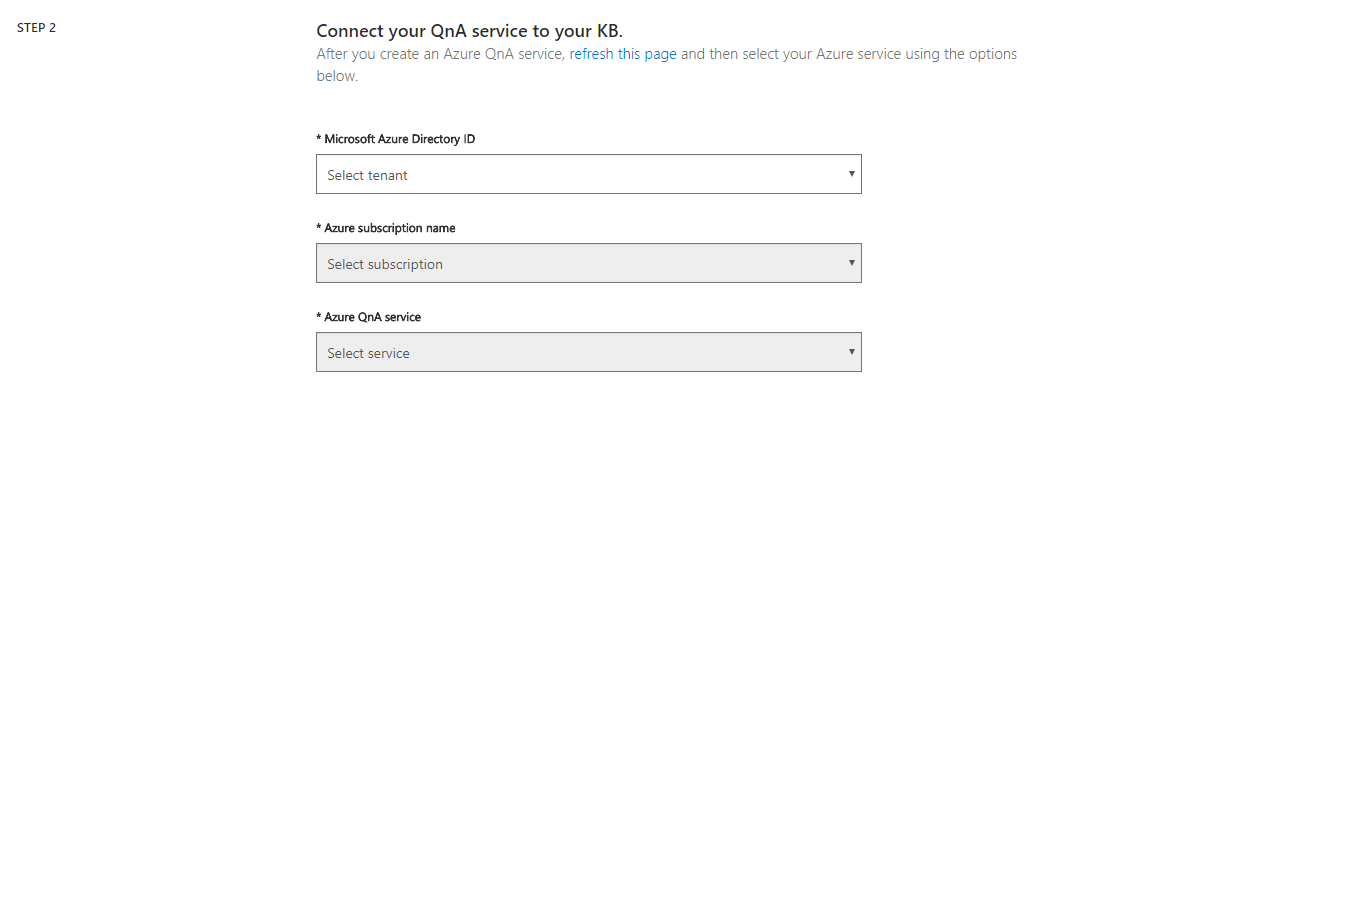 STEP 2
Connect your QnA service to your KB.
After you create an Azure QnA service, refresh this page and then select your Azure service using the options
below.
* Microsoft Azure Directory ID
Select tenant
* Azure subscription name
Select subscription
* Azure QnA service
Select service